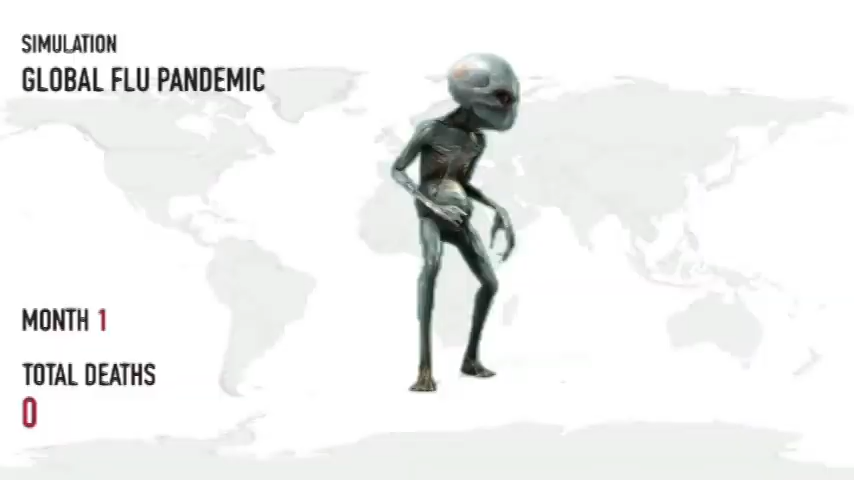 SIMULATION
GLOBAL FLU PANDEMIC
MONTH 1
TOTAL DEATHS
0